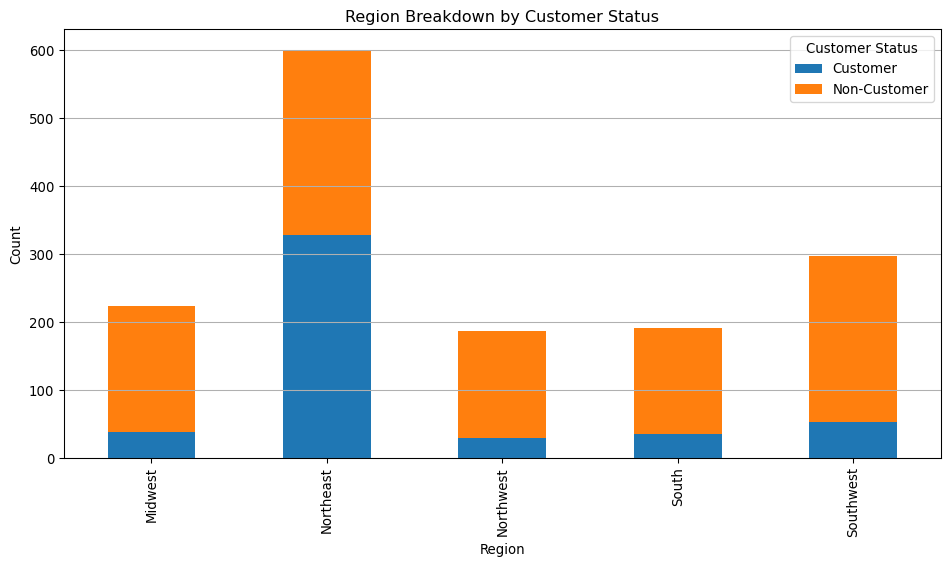 Region Breakdown by Customer Status
Customer Status
Customer
Non-Customer
Count
600
500
400
300
200
100
0
Midwest
Northeast
Northwest
South
Southwest
Region